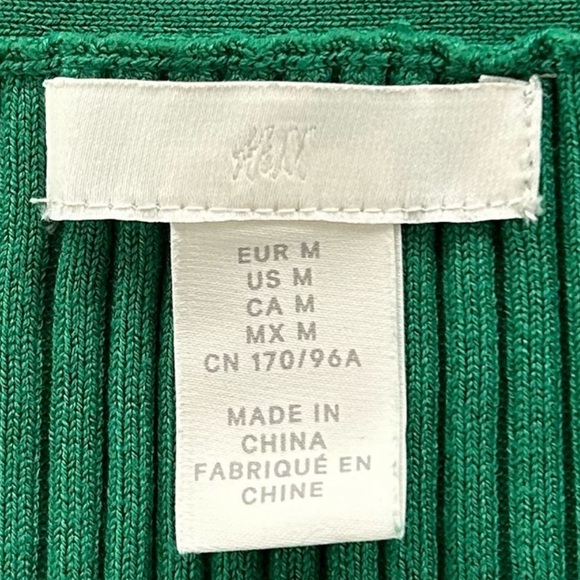 H&M
EUR M
US M
CA M
MX M
CN 170/96A
MADE IN
CHINA
FABRIQUÉ EN
CHINE